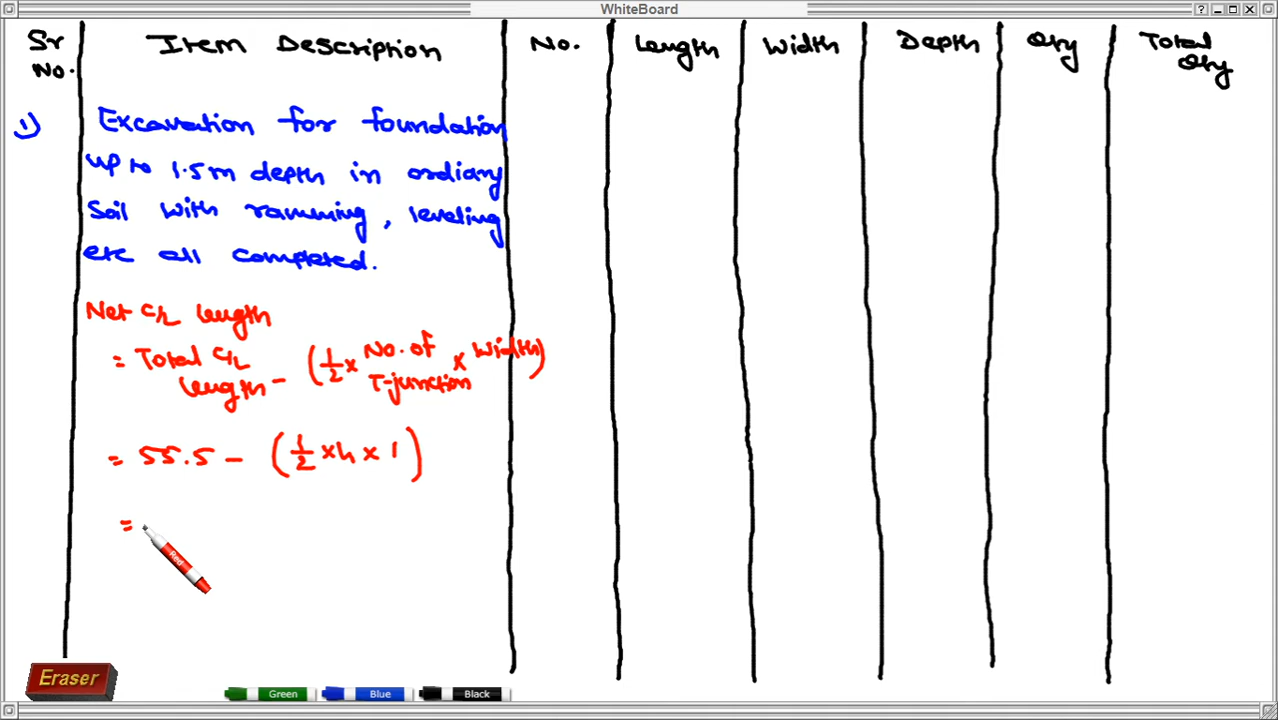 WhiteBoard
Sr No.
Item Description
No.
Length
Width
Depth
Qty
Total Qty
1)
Excavation for foundation
up to 1.5m depth in ordiary
Soil with ramming, leveling
etc all completed.
Net C/L length
= Total C/L length - (1/2 x No. of T-junction x Width)
= 55.5 - (1/2 x 4 x 1)
=
Red
Eraser
Green
Blue
Black